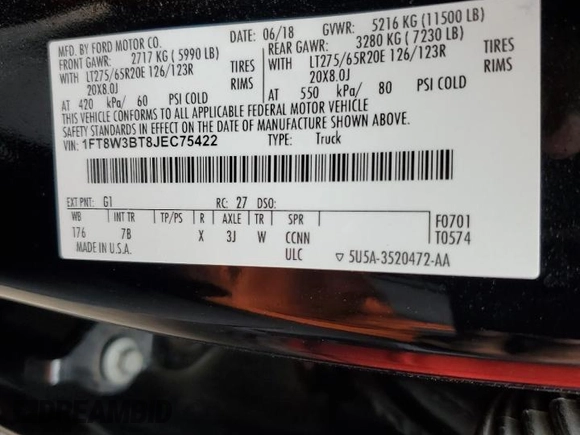 MFD. BY FORD MOTOR CO. DATE: 06/18 GVWR: 5216 KG (11500 LB)
FRONT GAWR: 2717 KG ( 5990 LB) REAR GAWR: 3280 KG ( 7230 LB)
WITH LT275/65R20E 126/123R TIRES WITH LT275/65R20E 126/123R TIRES
20X8.0J RIMS 20X8.0J RIMS
AT 420 kPa/ 60 PSI COLD AT 550 kPa/ 80 PSI COLD
THIS VEHICLE CONFORMS TO ALL APPLICABLE FEDERAL MOTOR VEHICLE
SAFETY STANDARDS IN EFFECT ON THE DATE OF MANUFACTURE SHOWN ABOVE.
VIN: 1FT8W3BT8JEC75422 TYPE: Truck
EXT PNT: G1 RC: 27 DSO:
WB INT TR TP/PS R AXLE TR SPR F0701
176 7B X 3J W CCNN T0574
MADE IN U.S.A. ULC ▽ 5U5A-3520472-AA
IDREAMBID